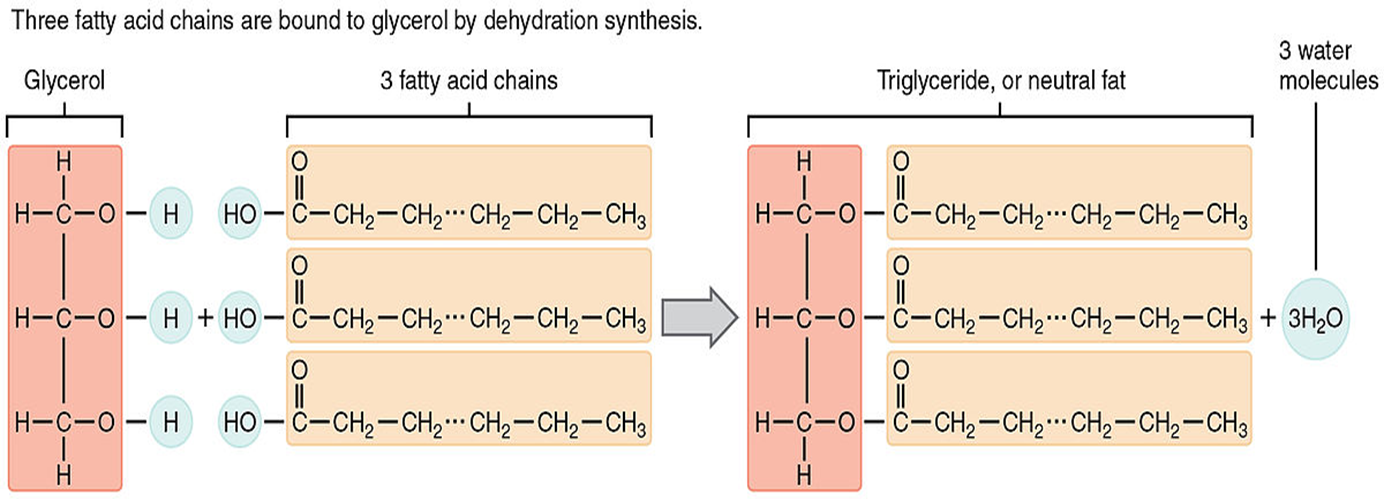 Three fatty acid chains are bound to glycerol by dehydration synthesis.
Glycerol
3 fatty acid chains
Triglyceride, or neutral fat
3 water
molecules
H O H O
H—C—O—H HO—C—CH₂—CH₂···CH₂—CH₂—CH₃ H—C—O—C—CH₂—CH₂···CH₂—CH₂—CH₃
O O
H—C—O—H + HO—C—CH₂—CH₂···CH₂—CH₂—CH₃ H—C—O—C—CH₂—CH₂···CH₂—CH₂—CH₃ + 3H₂O
O O
H—C—O—H HO—C—CH₂—CH₂···CH₂—CH₂—CH₃ H—C—O—C—CH₂—CH₂···CH₂—CH₂—CH₃
H H